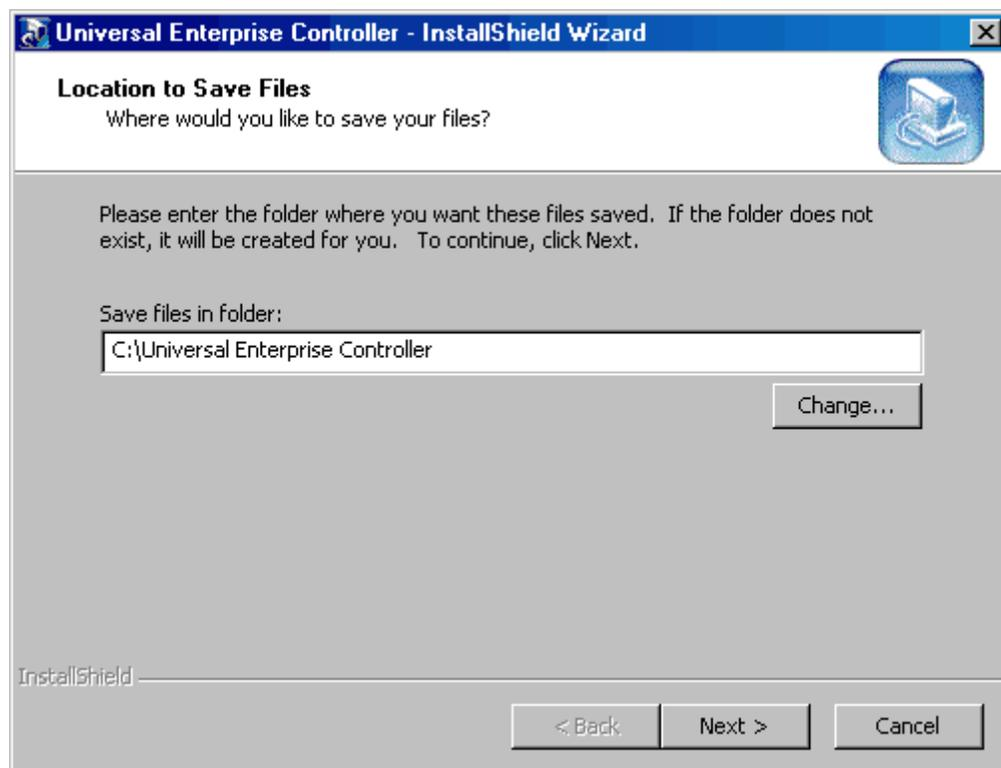 Universal Enterprise Controller - InstallShield Wizard
Location to Save Files
Where would you like to save your files?
Please enter the folder where you want these files saved.  If the folder does not
exist, it will be created for you.   To continue, click Next.
Save files in folder:
C:\Universal Enterprise Controller
Change...
InstallShield
< Back
Next >
Cancel